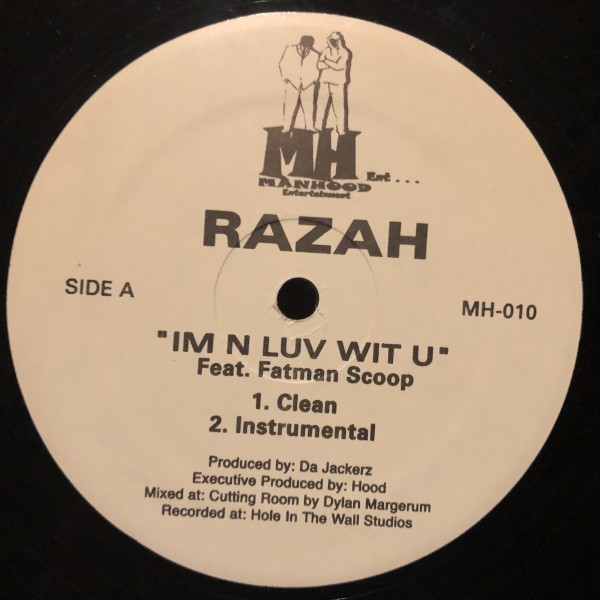 MH Ent...
MANHOOD
Entertainment
RAZAH
SIDE A
MH-010
"IM N LUV WIT U"
Feat. Fatman Scoop
1. Clean
2. Instrumental
Produced by: Da Jackerz
Executive Produced by: Hood
Mixed at: Cutting Room by Dylan Margerum
Recorded at: Hole In The Wall Studios